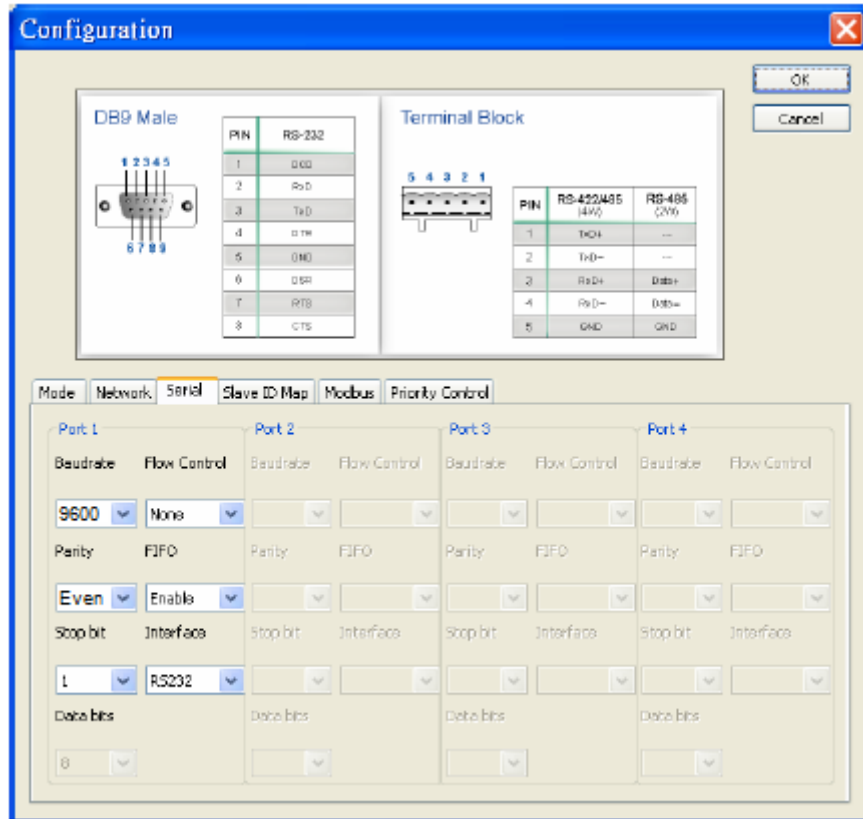 Configuration
OK
Cancel
DB9 Male
1 2 3 4 5
6 7 8 9
PIN RS-232
1 DCD
2 RxD
3 TxD
4 DTR
5 GND
6 DSR
7 RTS
8 CTS
Terminal Block
5 4 3 2 1
PIN RS-422/485 (4W) RS-485 (2W)
1 TxD+ ---
2 TxD- ---
3 RxD+ Data+
4 RxD- Data-
5 GND GND
Mode Network Serial Slave ID Map Modbus Priority Control
Port 1 Port 2 Port 3 Port 4
Baudrate Flow Control Baudrate Flow Control Baudrate Flow Control Baudrate Flow Control
9600 None
Parity FIFO Parity FIFO Parity FIFO Parity FIFO
Even Enable
Stop bit Interface Stop bit Interface Stop bit Interface Stop bit Interface
1 RS232
Data bits Data bits Data bits Data bits
8